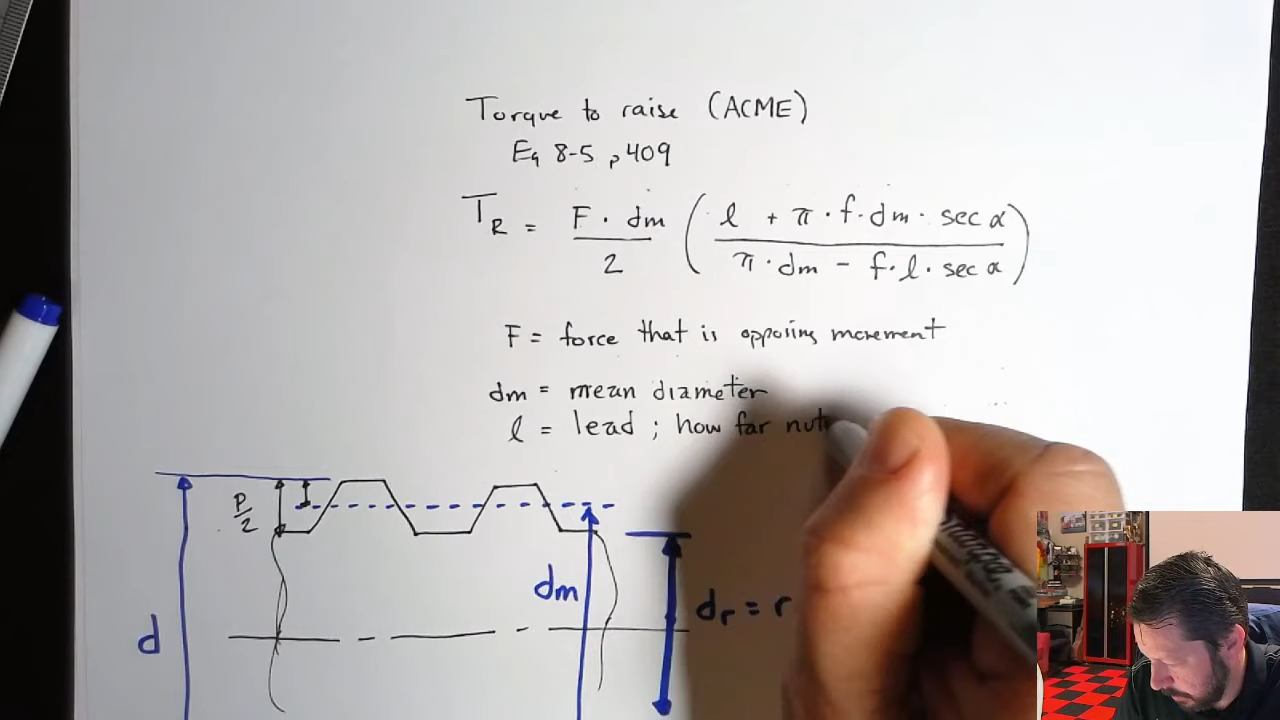 Torque to raise (ACME)
Eq 8-5 , p409
T_R = F · dm / 2 ( l + π · f · dm · sec α / π · dm - f · l · sec α )
F = force that is opposing movement
dm = mean diameter
l = lead ; how far nut
P/2
dm
dr = r
d